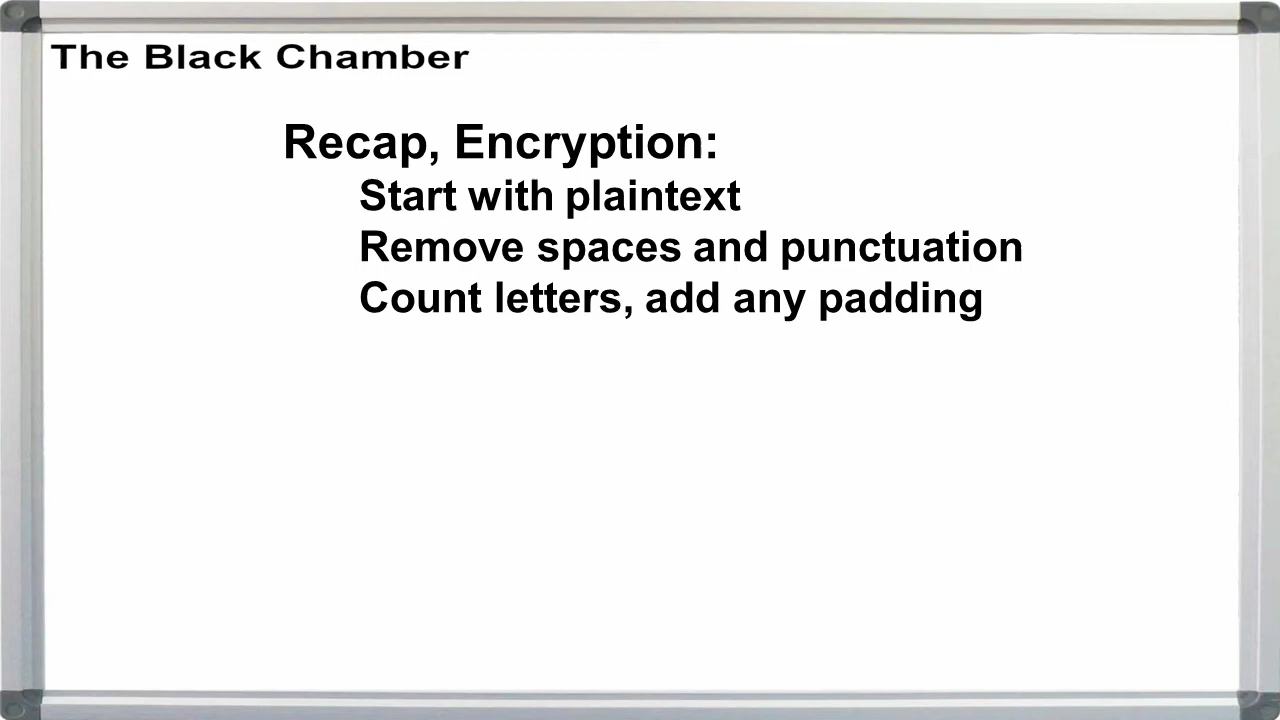 The Black Chamber
Recap, Encryption:
Start with plaintext
Remove spaces and punctuation
Count letters, add any padding